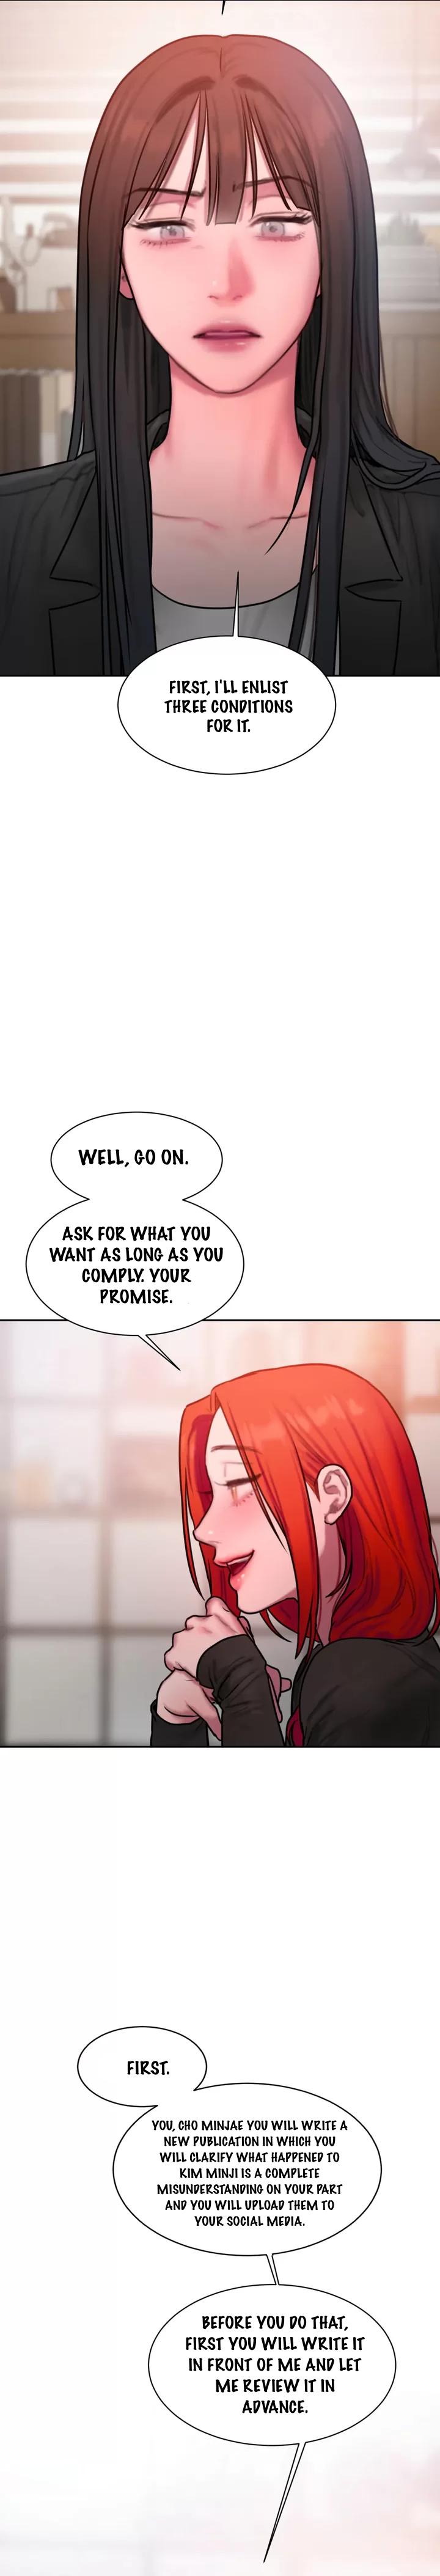 FIRST, I'LL ENLIST
THREE CONDITIONS
FOR IT.
WELL, GO ON.
ASK FOR WHAT YOU
WANT AS LONG AS YOU
COMPLY. YOUR
PROMISE.
FIRST.
YOU, CHO MINJAE YOU WILL WRITE A
NEW PUBLICATION IN WHICH YOU
WILL CLARIFY WHAT HAPPENED TO
KIM MINJI IS A COMPLETE
MISUNDERSTANDING ON YOUR PART
AND YOU WILL UPLOAD THEM TO
YOUR SOCIAL MEDIA.
BEFORE YOU DO THAT,
FIRST YOU WILL WRITE IT
IN FRONT OF ME AND LET
ME REVIEW IT IN
ADVANCE.